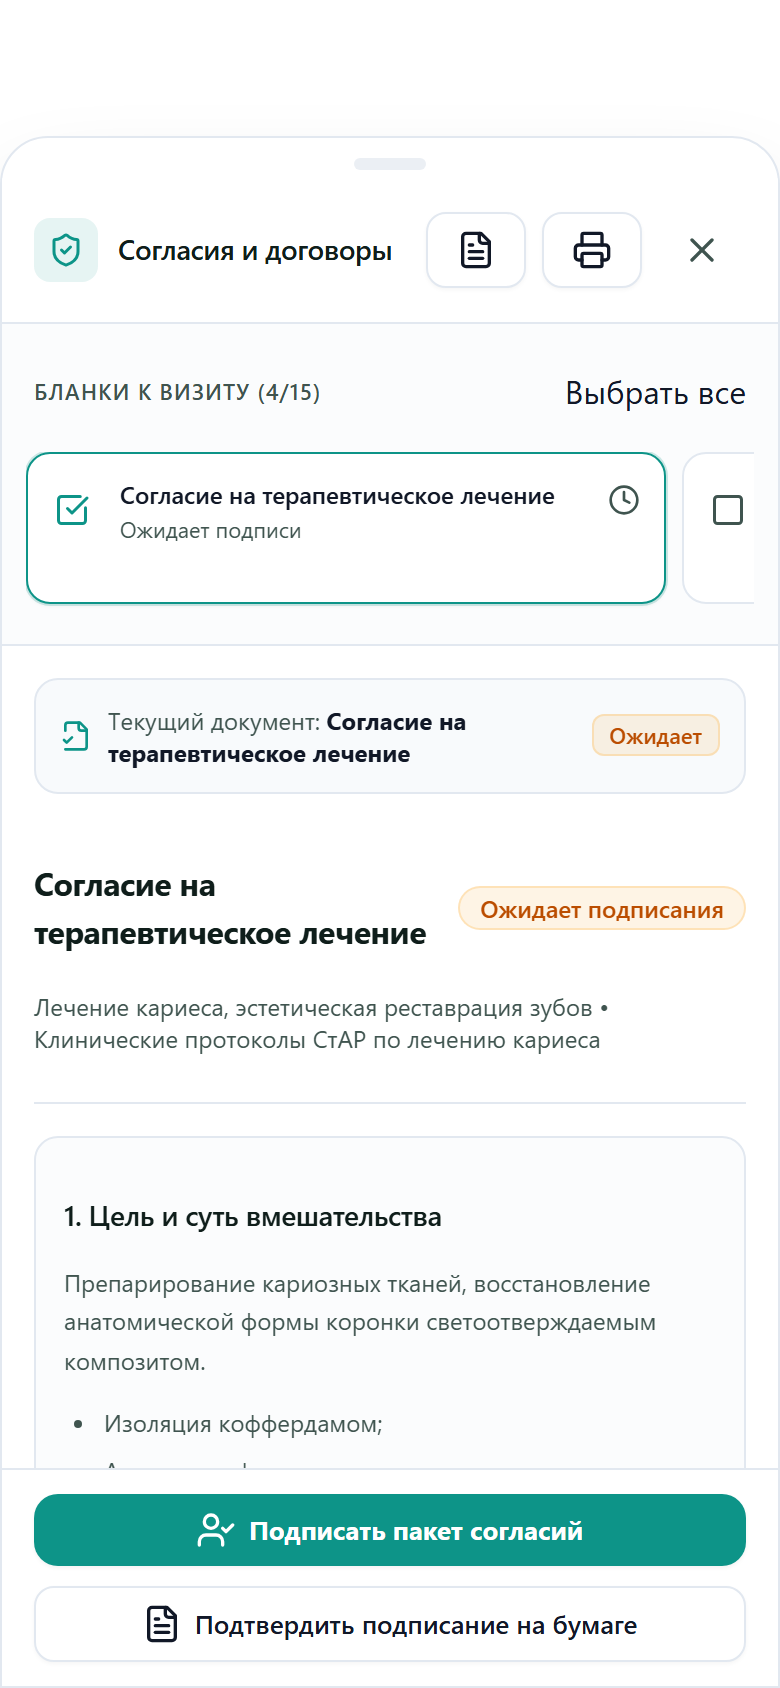 Согласия и договоры
БЛАНКИ К ВИЗИТУ (4/15)
Выбрать все
Согласие на терапевтическое лечение
Ожидает подписи
Текущий документ: Согласие на
терапевтическое лечение
Ожидает
Согласие на
терапевтическое лечение
Ожидает подписания
Лечение кариеса, эстетическая реставрация зубов •
Клинические протоколы СтАР по лечению кариеса
1. Цель и суть вмешательства
Препарирование кариозных тканей, восстановление
анатомической формы коронки светоотверждаемым
композитом.
• Изоляция коффердамом;
Подписать пакет согласий
Подтвердить подписание на бумаге